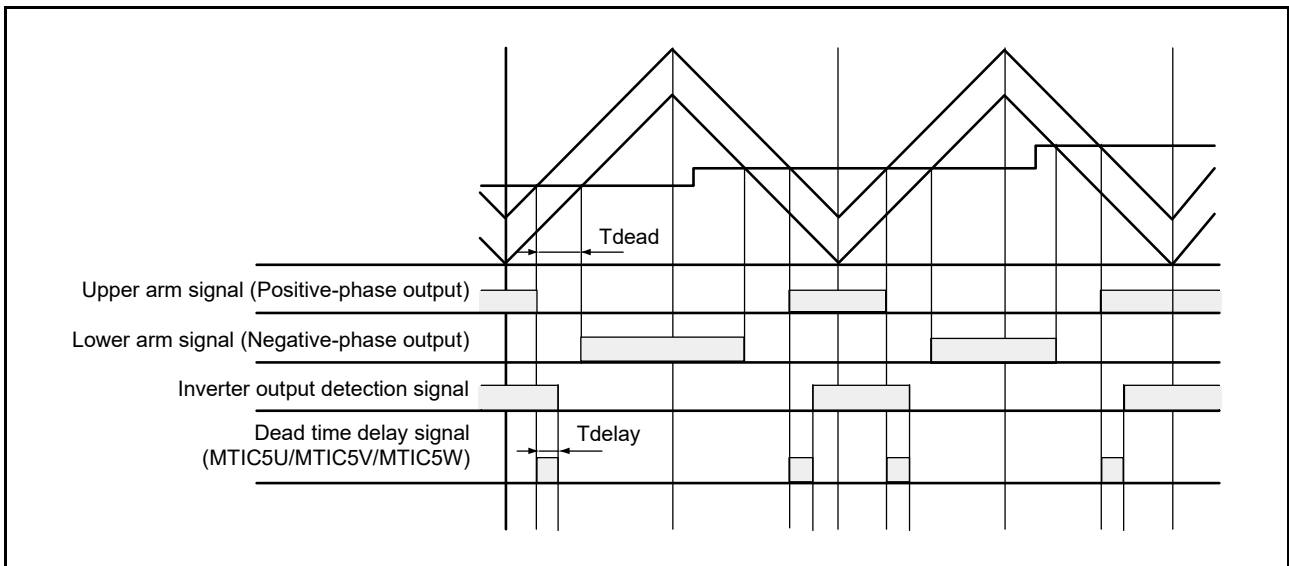 Tdead
Upper arm signal (Positive-phase output)
Lower arm signal (Negative-phase output)
Inverter output detection signal
Dead time delay signal
(MTIC5U/MTIC5V/MTIC5W)
Tdelay